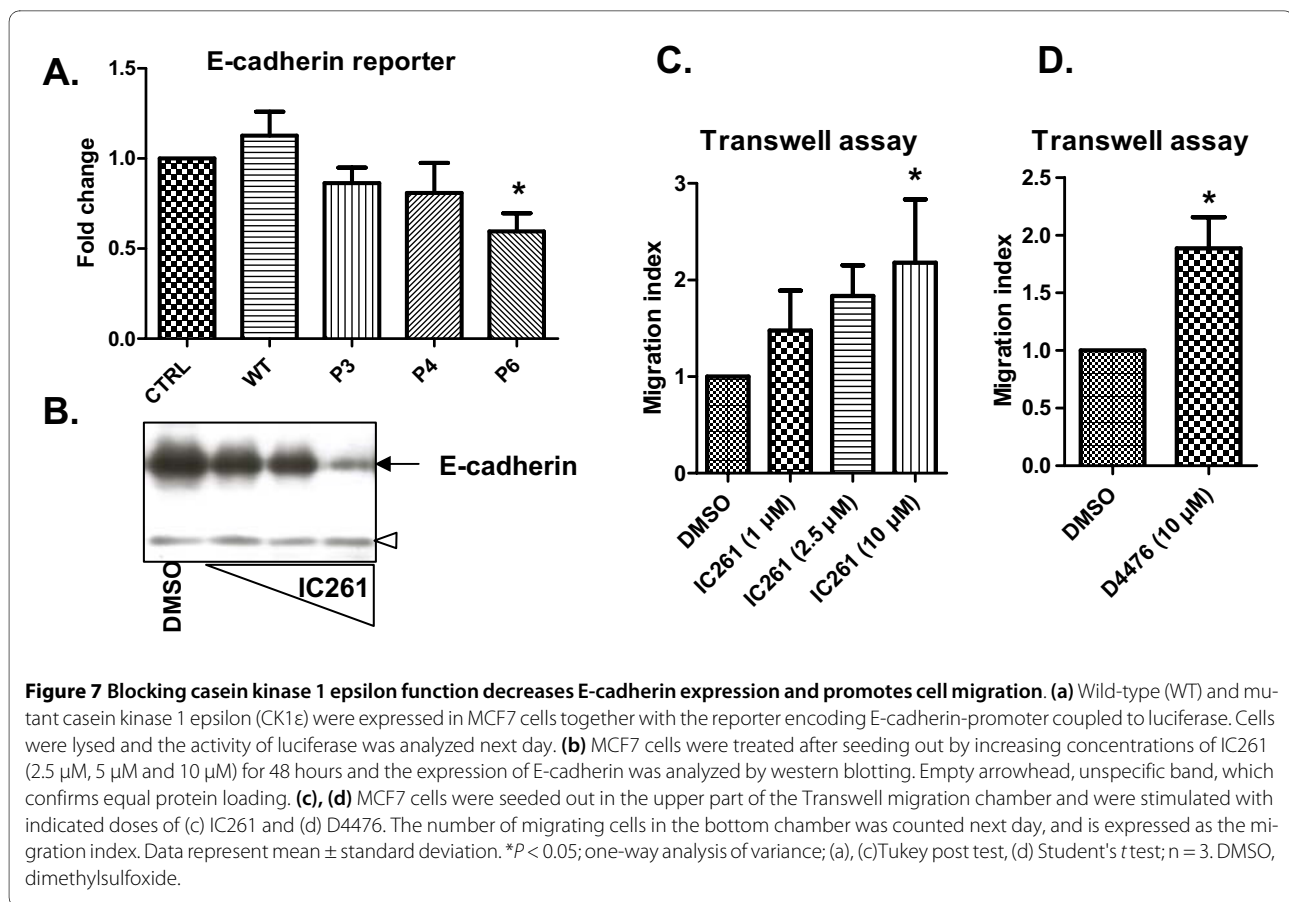 A.
E-cadherin reporter
Fold change
1.5
1.0
0.5
0.0
*
CTRL
WT
P3
P4
P6
B.
E-cadherin
DMSO
IC261
C.
Transwell assay
Migration index
3
2
1
0
*
DMSO
IC261 (1 µM)
IC261 (2.5 µM)
IC261 (10 µM)
D.
Transwell assay
Migration index
2.5
2.0
1.5
1.0
0.5
0.0
*
DMSO
D4476 (10 µM)
Figure 7 Blocking casein kinase 1 epsilon function decreases E-cadherin expression and promotes cell migration. (a) Wild-type (WT) and mu-
tant casein kinase 1 epsilon (CK1ε) were expressed in MCF7 cells together with the reporter encoding E-cadherin-promoter coupled to luciferase. Cells
were lysed and the activity of luciferase was analyzed next day. (b) MCF7 cells were treated after seeding out by increasing concentrations of IC261
(2.5 µM, 5 µM and 10 µM) for 48 hours and the expression of E-cadherin was analyzed by western blotting. Empty arrowhead, unspecific band, which
confirms equal protein loading. (c), (d) MCF7 cells were seeded out in the upper part of the Transwell migration chamber and were stimulated with
indicated doses of (c) IC261 and (d) D4476. The number of migrating cells in the bottom chamber was counted next day, and is expressed as the mi-
gration index. Data represent mean ± standard deviation. *P < 0.05; one-way analysis of variance; (a), (c)Tukey post test, (d) Student's t test; n = 3. DMSO,
dimethylsulfoxide.